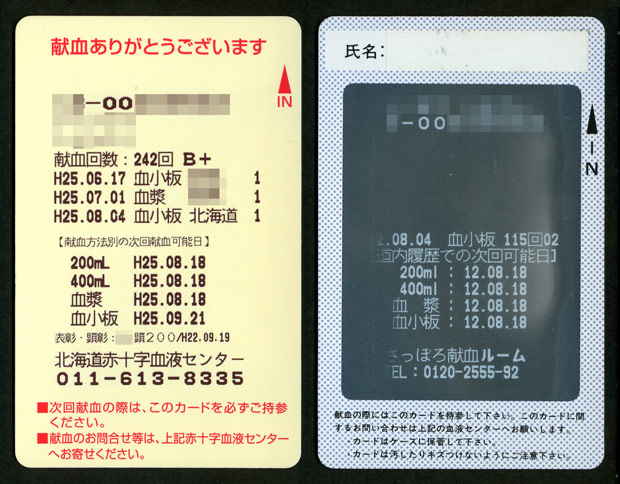 献血ありがとうございます
IN
-00
献血回数: 242回 B+
H25.06.17 血小板 1
H25.07.01 血漿 1
H25.08.04 血小板 北海道 1
【献血方法別の次回献血可能日】
200mL H25.08.18
400mL H25.08.18
血漿 H25.08.18
血小板 H25.09.21
表彰・顕彰: 顕200/H22.09.19
北海道赤十字血液センター
011-613-8335
■次回献血の際は、このカードを必ずご持参
ください。
■献血のお問合せ等は、上記赤十字血液センター
へお寄せください。
氏名:
IN
-00
2.08.04 血小板 115回02
道内履歴での次回可能日]
200ml : 12.08.18
400ml : 12.08.18
血 漿 : 12.08.18
血小板 : 12.08.18
さっぽろ献血ルーム
TEL : 0120-2555-92
献血の際にはこのカードを持参して下さい。このカードに関
するお問い合わせは上記の血液センターへお願いします。
・カードはケースに保管して下さい。
・カードは汚したりキズつけないようにご注意下さい。